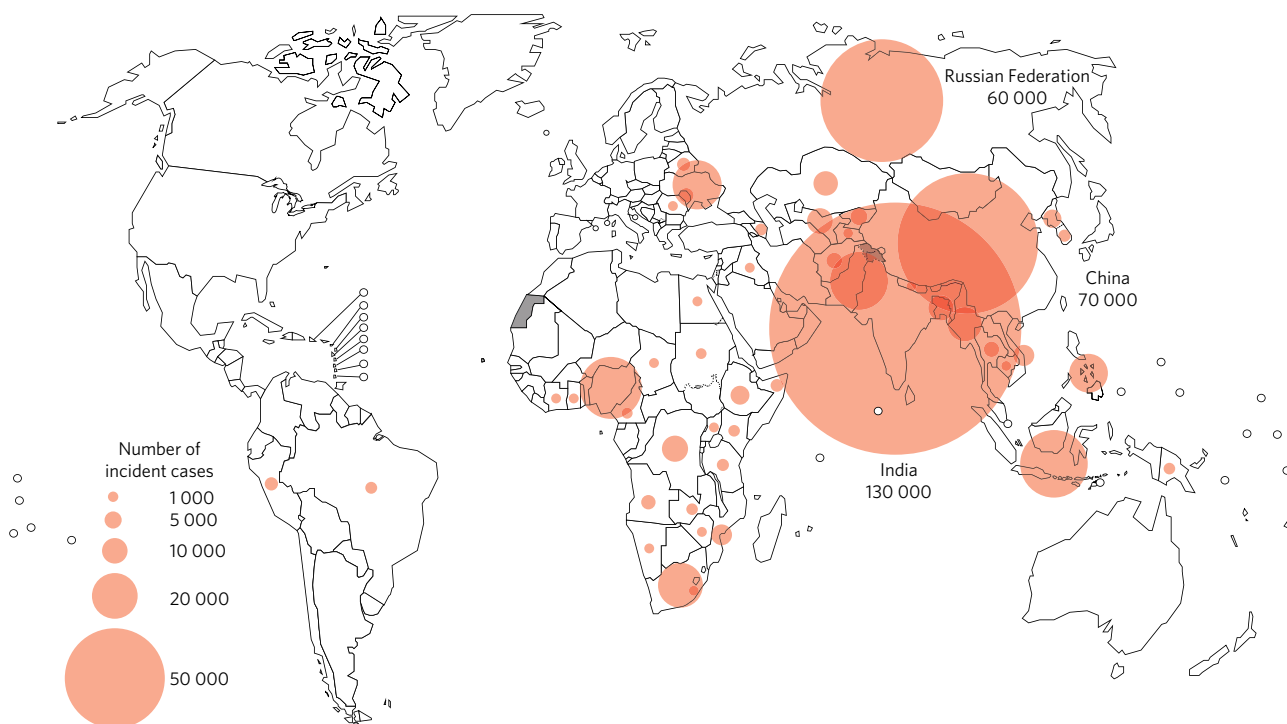 Russian Federation
60 000
China
70 000
India
130 000
Number of
incident cases
1 000
5 000
10 000
20 000
50 000